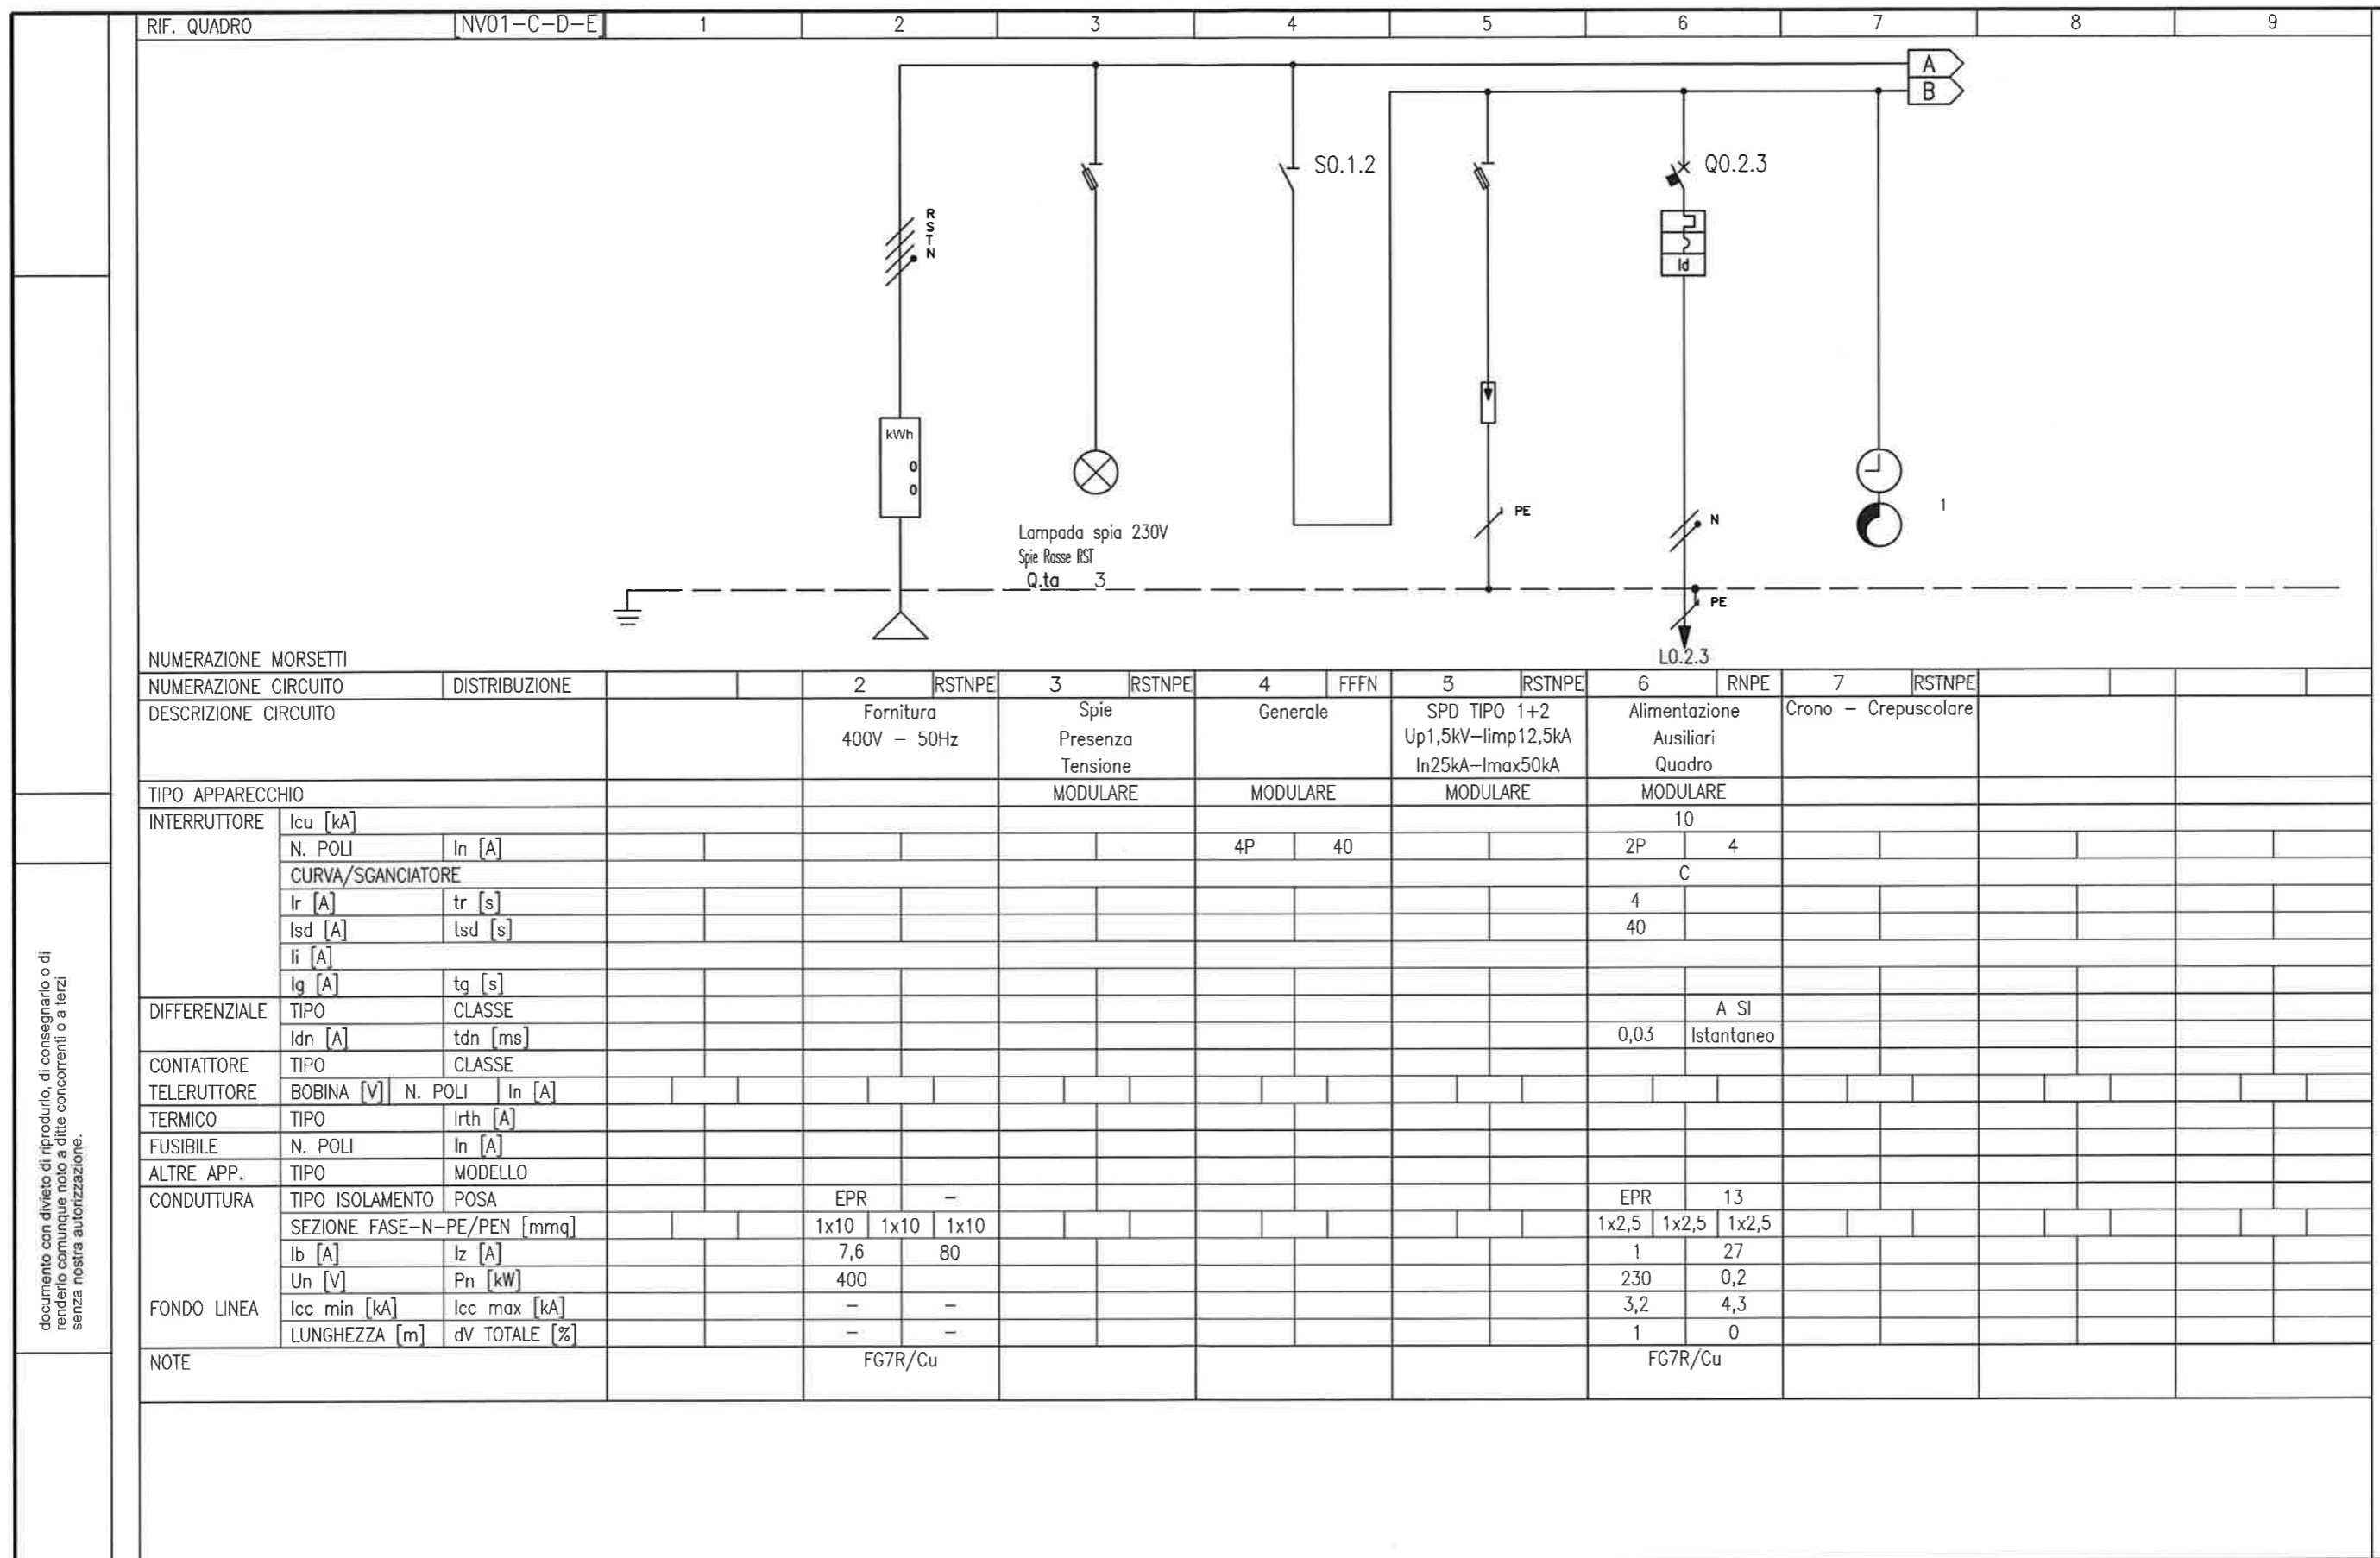 RIF. QUADRO NV01-C-D-E 1 2 3 4 5 6 7 8 9
A
B
S0.1.2
Q0.2.3
R
S
T
N
Id
kWh
0
0
1
PE
N
Lampada spia 230V
Spie Rosse RST
Q.ta 3
PE
L0.2.3
NUMERAZIONE MORSETTI
NUMERAZIONE CIRCUITO DISTRIBUZIONE 2 RSTNPE 3 RSTNPE 4 FFFN 5 RSTNPE 6 RNPE 7 RSTNPE
DESCRIZIONE CIRCUITO Fornitura Spie Generale SPD TIPO 1+2 Alimentazione Crono - Crepuscolare
400V - 50Hz Presenza Up1,5kV-Iimp12,5kA Ausiliari
Tensione In25kA-Imax50kA Quadro
TIPO APPARECCHIO MODULARE MODULARE MODULARE MODULARE
INTERRUTTORE Icu [kA] 10
N. POLI In [A] 4P 40 2P 4
CURVA/SGANCIATORE C
Ir [A] tr [s] 4
Isd [A] tsd [s] 40
Ii [A]
Ig [A] tg [s]
DIFFERENZIALE TIPO CLASSE A SI
Idn [A] tdn [ms] 0,03 Istantaneo
CONTATTORE TIPO CLASSE
TELERUTTORE BOBINA [V] N. POLI In [A]
TERMICO TIPO Irth [A]
FUSIBILE N. POLI In [A]
ALTRE APP. TIPO MODELLO
CONDUTTURA TIPO ISOLAMENTO POSA EPR - EPR 13
SEZIONE FASE-N-PE/PEN [mmq] 1x10 1x10 1x10 1x2,5 1x2,5 1x2,5
Ib [A] Iz [A] 7,6 80 1 27
Un [V] Pn [kW] 400 230 0,2
FONDO LINEA Icc min [kA] Icc max [kA] - - 3,2 4,3
LUNGHEZZA [m] dV TOTALE [%] - - 1 0
NOTE FG7R/Cu FG7R/Cu
documento con divieto di riprodurlo, di consegnarlo o di
renderlo comunque noto a ditte concorrenti o a terzi
senza nostra autorizzazione.